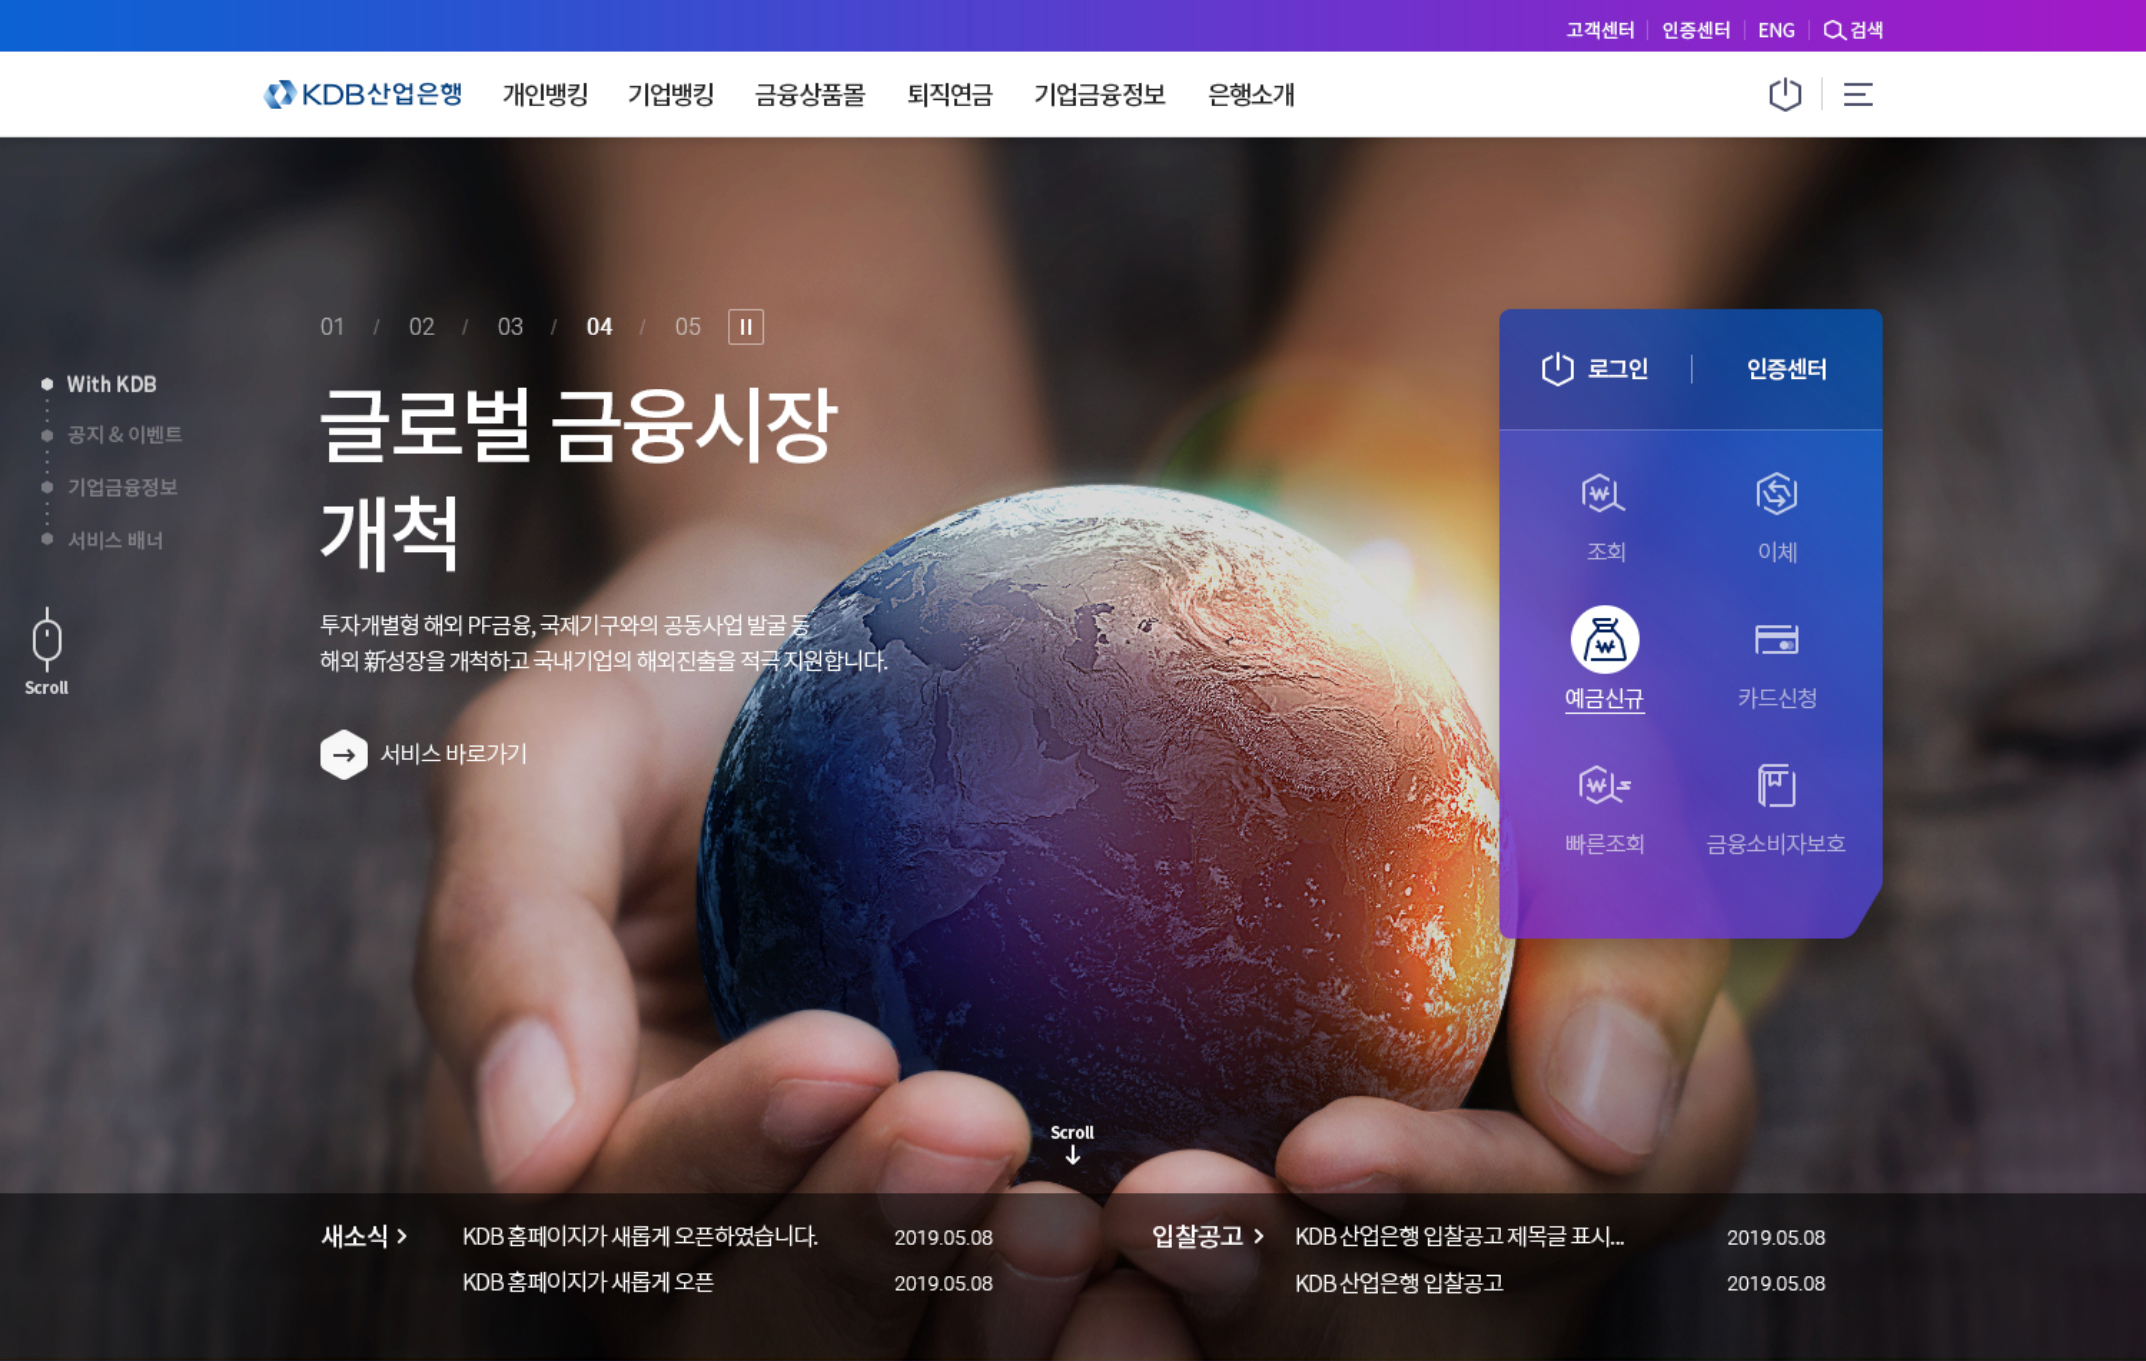 고객센터 인증센터 ENG 검색
KDB산업은행 개인뱅킹 기업뱅킹 금융상품몰 퇴직연금 기업금융정보 은행소개
With KDB
공지 & 이벤트
기업금융정보
서비스 배너
Scroll
01 / 02 / 03 / 04 / 05
글로벌 금융시장
개척
투자개별형 해외 PF금융, 국제기구와의 공동사업 발굴 등
해외 新성장을 개척하고 국내기업의 해외진출을 적극 지원합니다.
서비스 바로가기
로그인 인증센터
조회 이체
예금신규 카드신청
빠른조회 금융소비자보호
Scroll
새소식 KDB 홈페이지가 새롭게 오픈하였습니다. 2019.05.08
KDB 홈페이지가 새롭게 오픈 2019.05.08
입찰공고 KDB 산업은행 입찰공고 제목글 표시... 2019.05.08
KDB 산업은행 입찰공고 2019.05.08